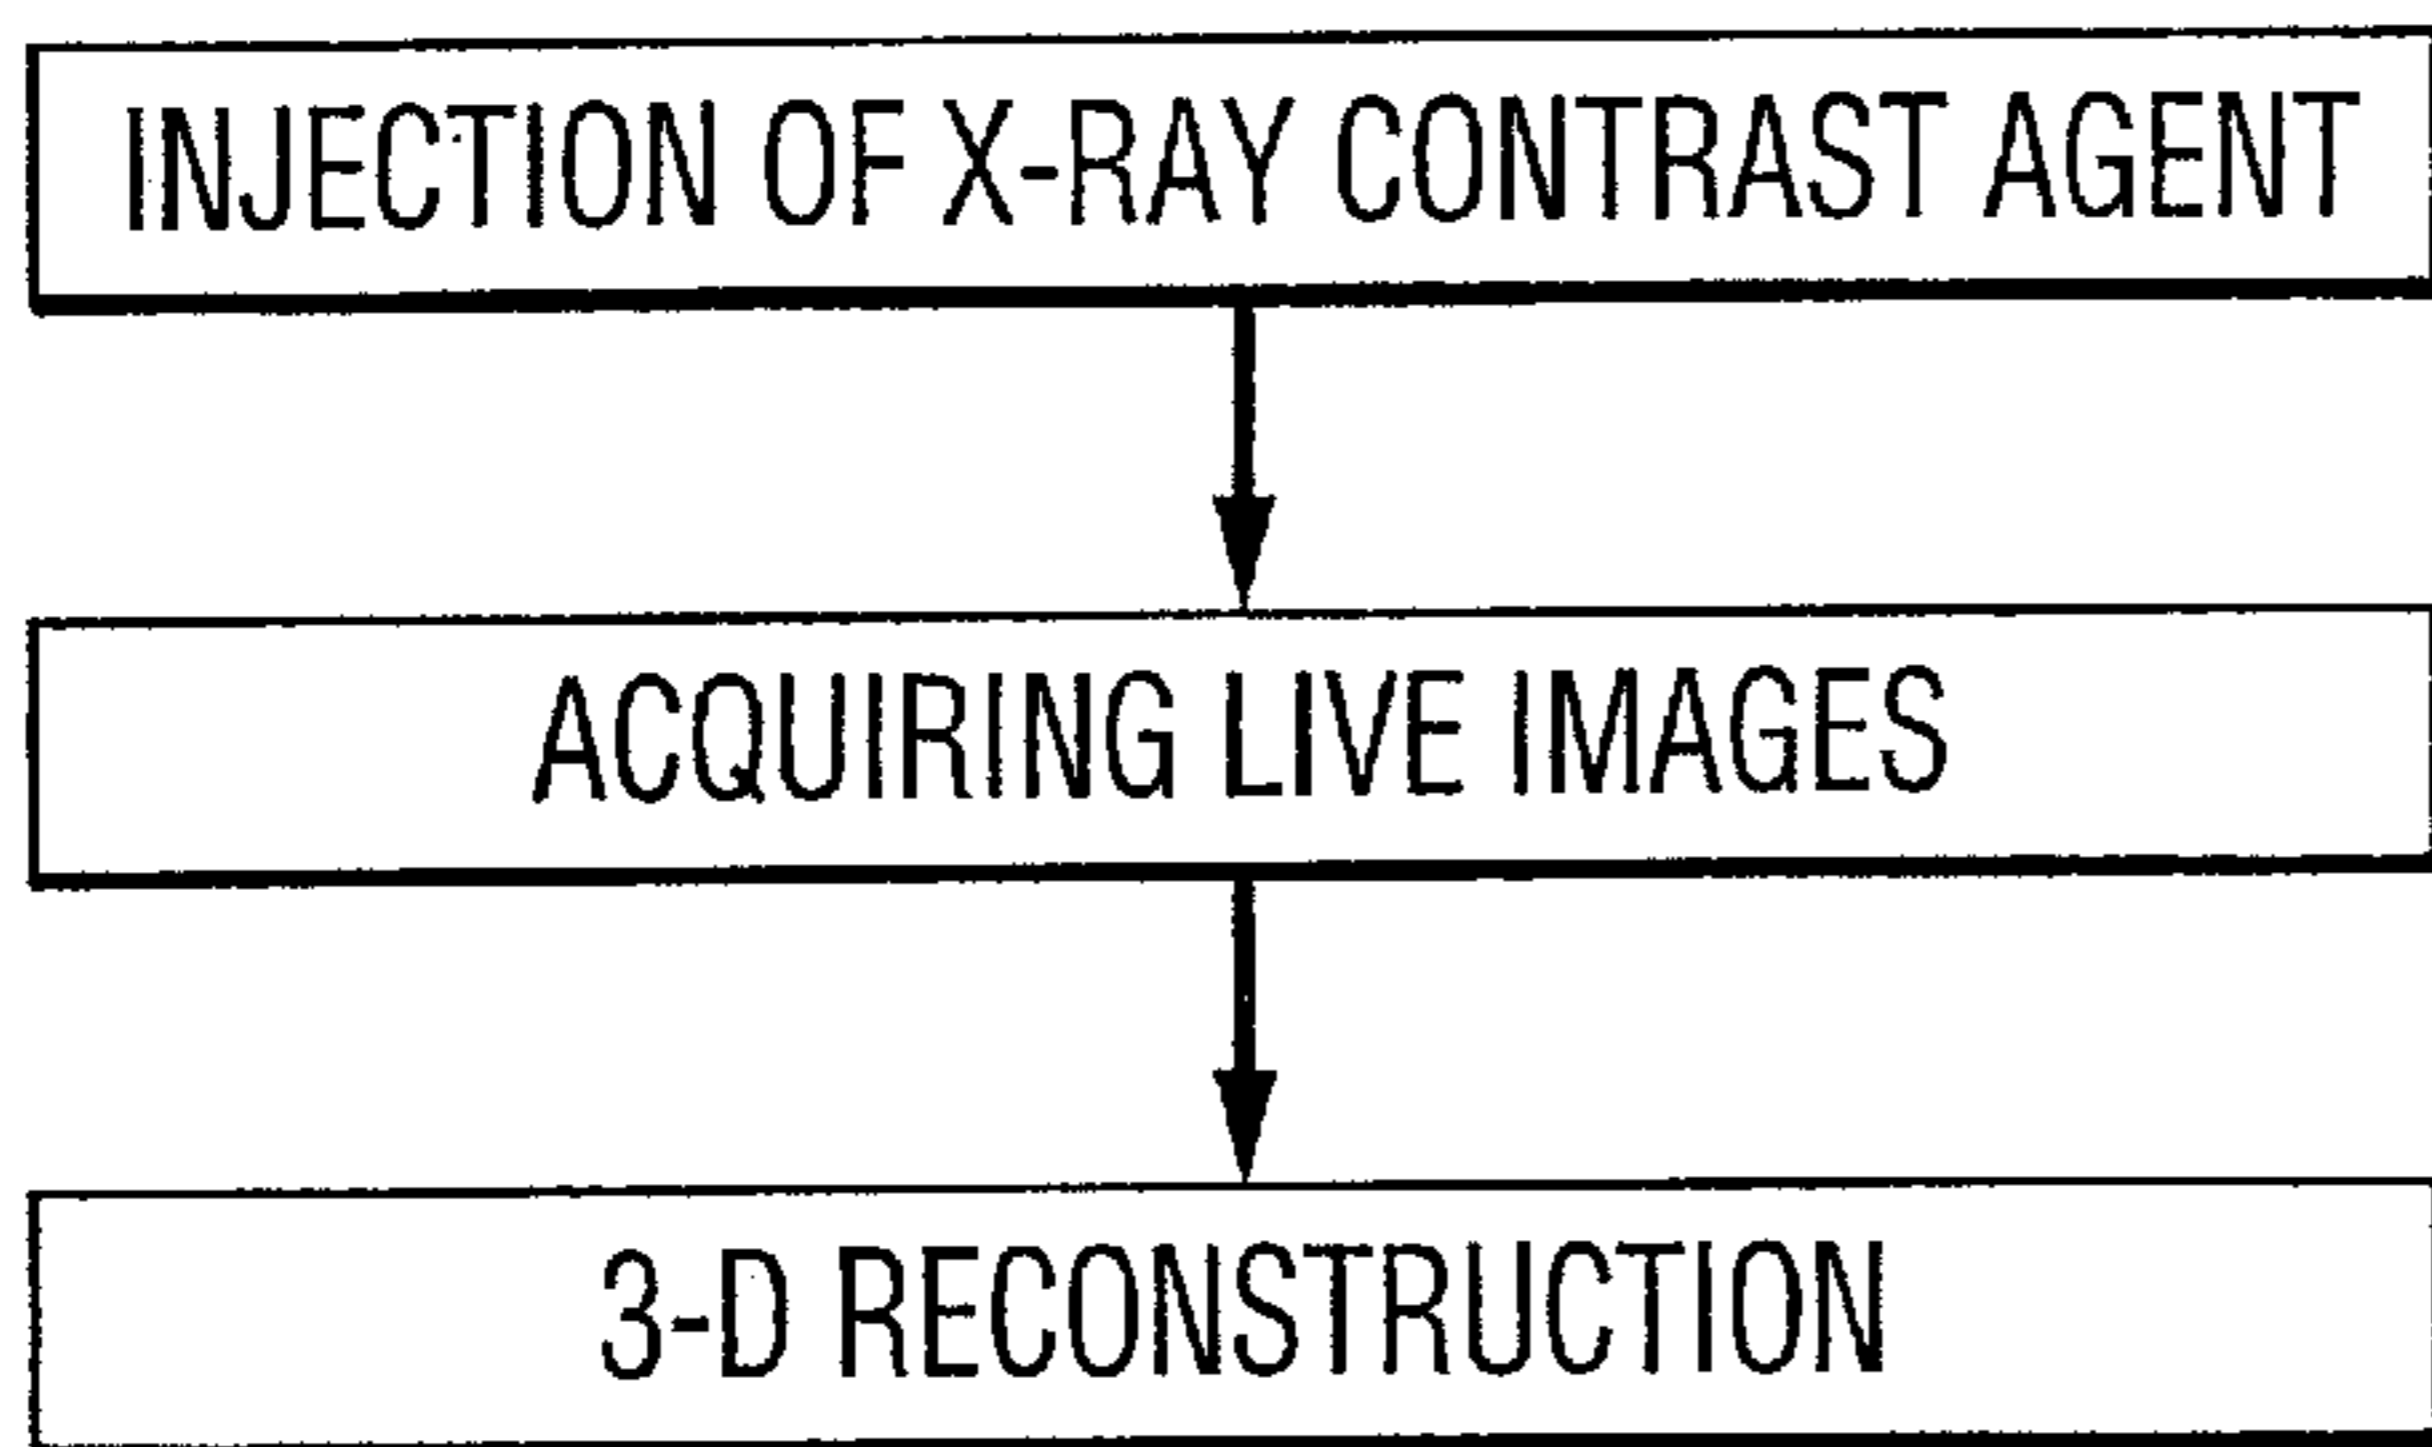 INJECTION OF X-RAY CONTRAST AGENT
ACQUIRING LIVE IMAGES
3-D RECONSTRUCTION